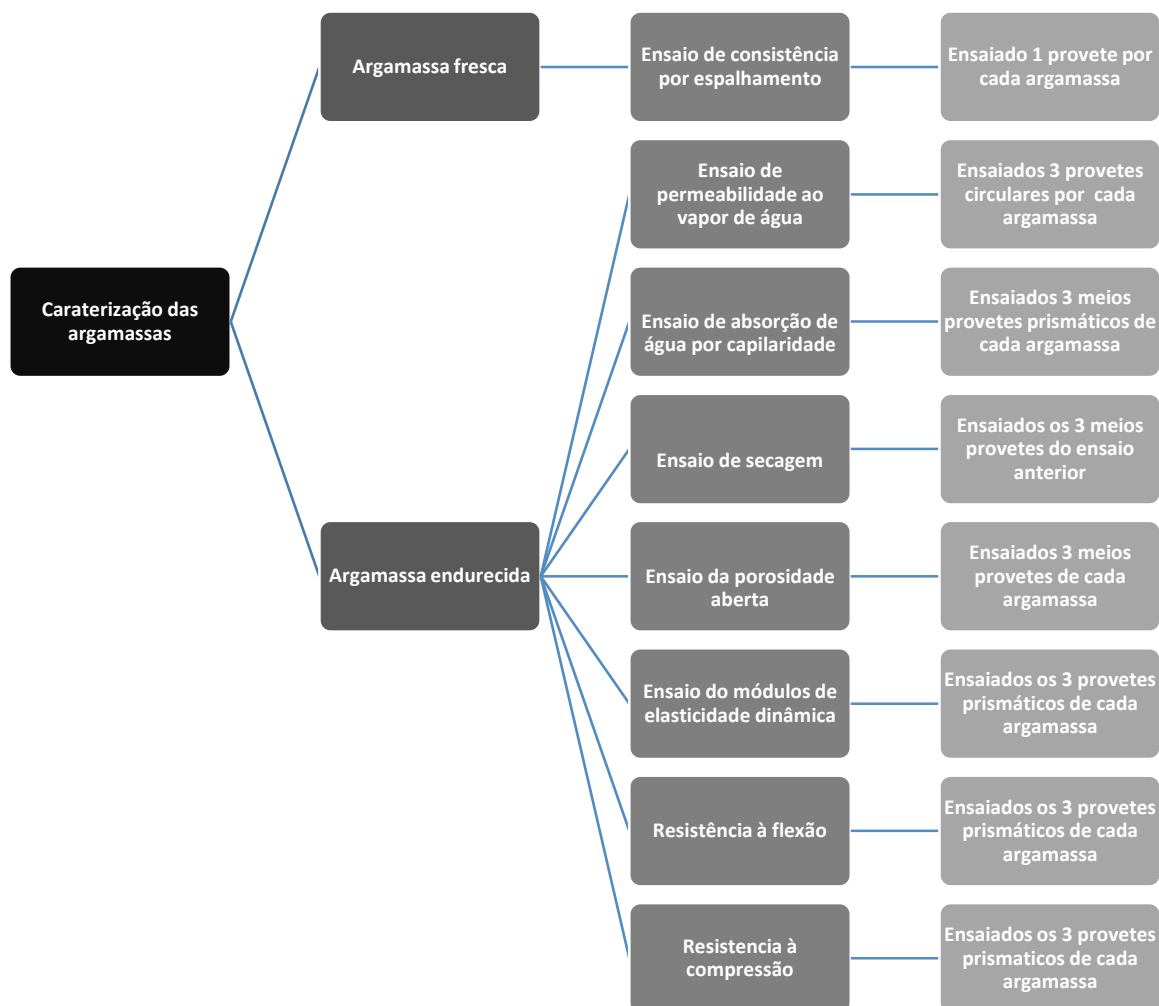 Caraterização das
argamassas
Argamassa fresca
Ensaio de consistência
por espalhamento
Ensaiado 1 provete por
cada argamassa
Argamassa endurecida
Ensaio de
permeabilidade ao
vapor de água
Ensaiados 3 provetes
circulares por cada
argamassa
Ensaio de absorção de
água por capilaridade
Ensaiados 3 meios
provetes prismáticos de
cada argamassa
Ensaio de secagem
Ensaiados os 3 meios
provetes do ensaio
anterior
Ensaio da porosidade
aberta
Ensaiados 3 meios
provetes de cada
argamassa
Ensaio do módulos de
elasticidade dinâmica
Ensaiados os 3 provetes
prismáticos de cada
argamassa
Resistência à flexão
Ensaiados os 3 provetes
prismáticos de cada
argamassa
Resistencia à
compressão
Ensaiados os 3 provetes
prismaticos de cada
argamassa